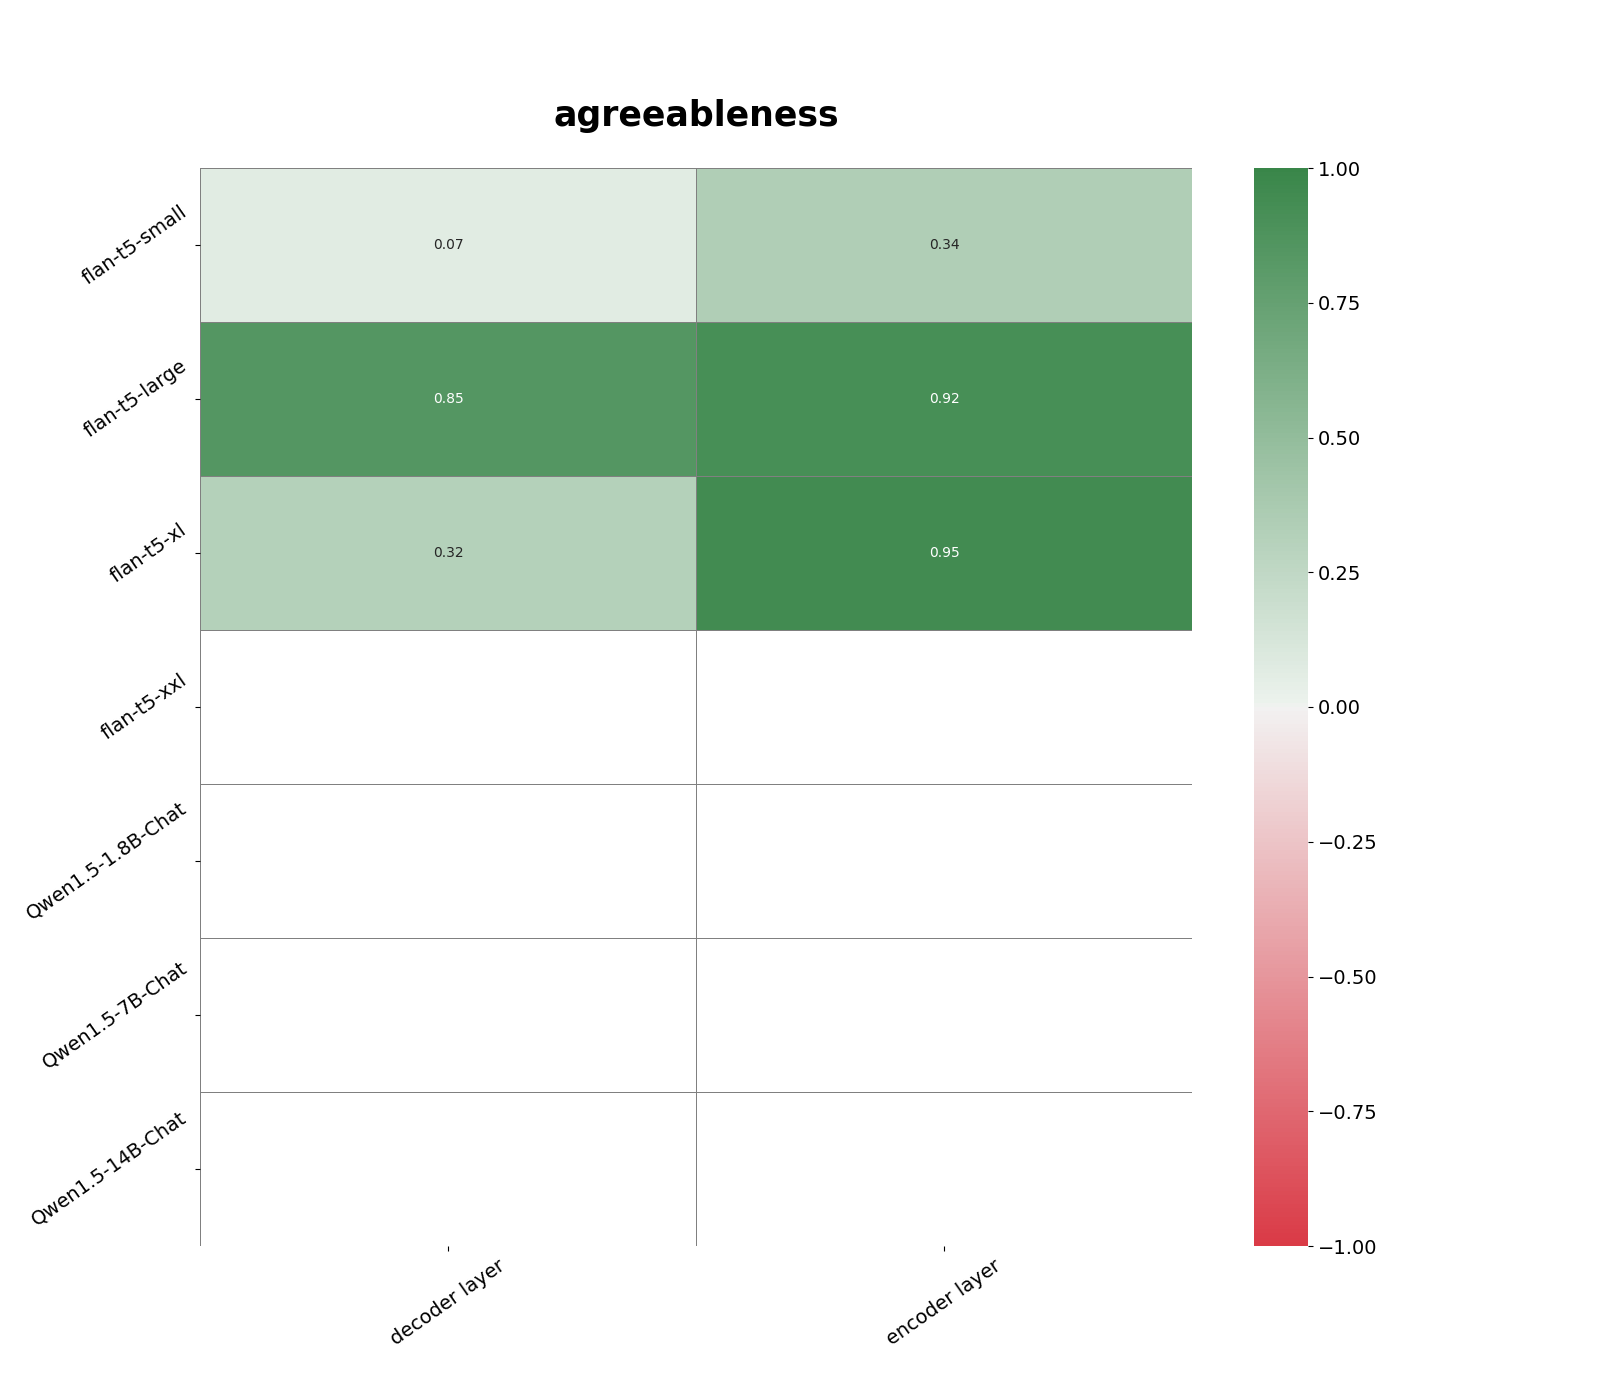 agreeableness
flan-t5-small
0.07
0.34
flan-t5-large
0.85
0.92
flan-t5-xl
0.32
0.95
flan-t5-xxl
Qwen1.5-1.8B-Chat
Qwen1.5-7B-Chat
Qwen1.5-14B-Chat
decoder layer
encoder layer
1.00
0.75
0.50
0.25
0.00
−0.25
−0.50
−0.75
−1.00